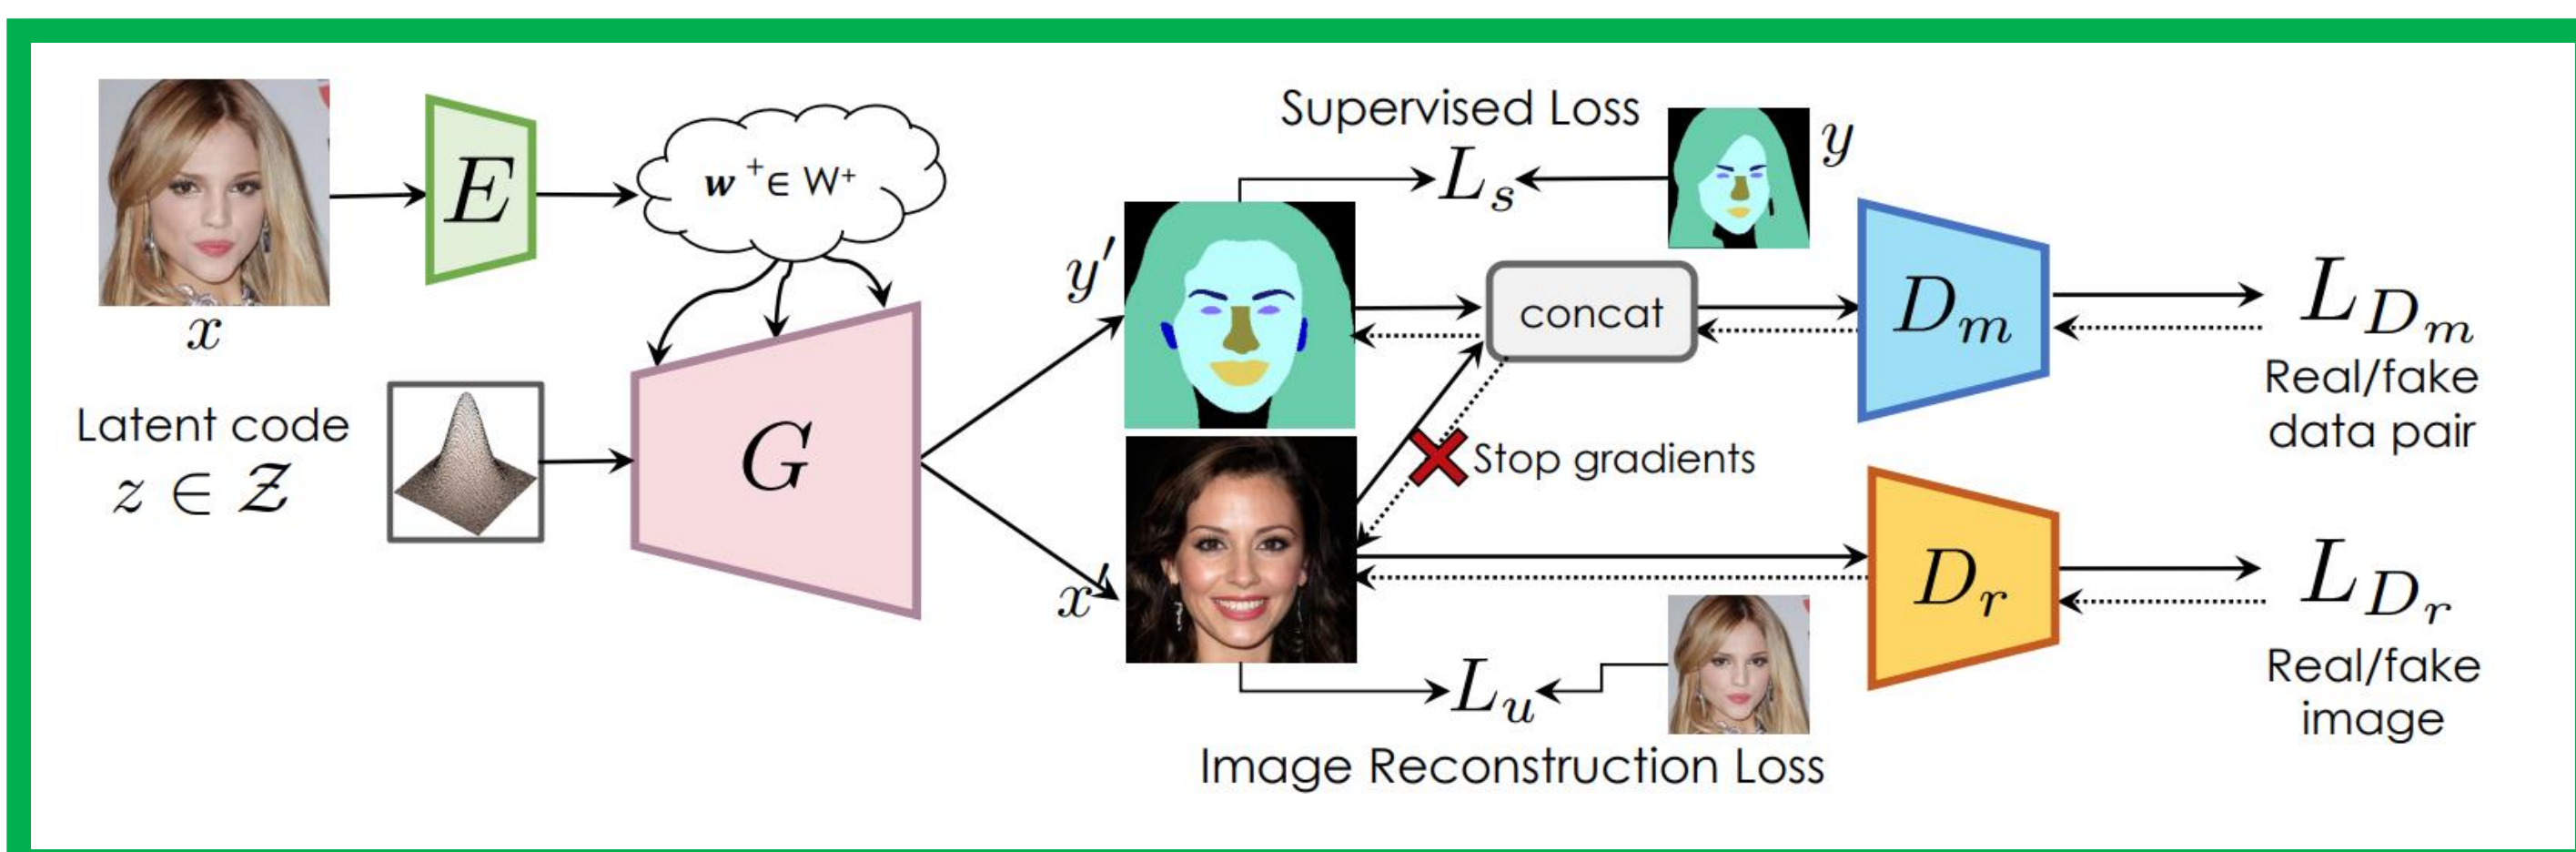 x
E
w⁺ ∈ W⁺
Latent code
z ∈ 𝒵
G
y′
x′
Supervised Loss
L_s
y
concat
Stop gradients
L_u
Image Reconstruction Loss
D_m
L_{D_m}
Real/fake
data pair
D_r
L_{D_r}
Real/fake
image